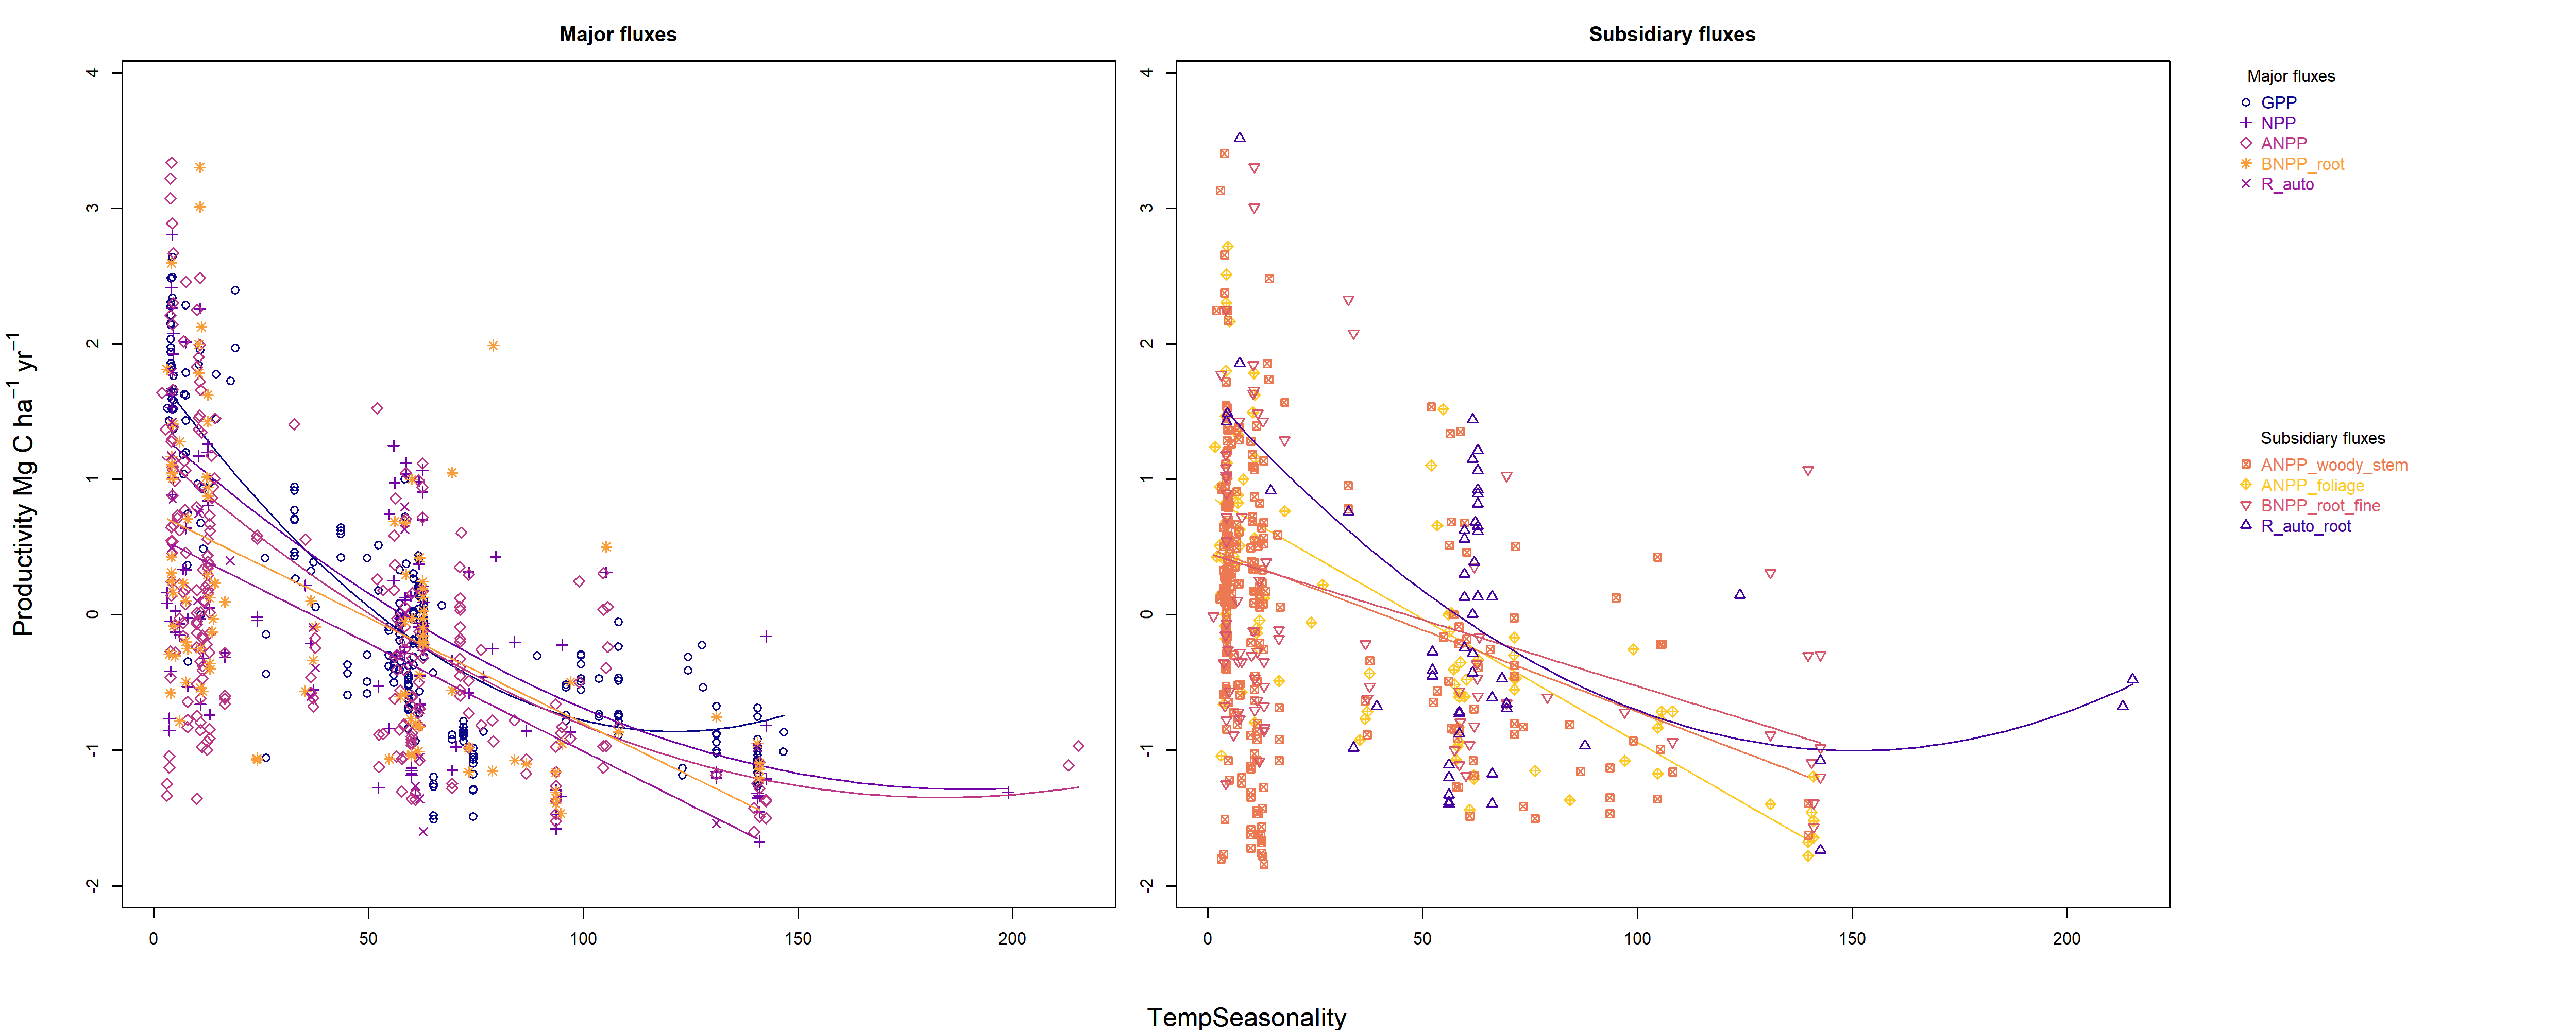 Major fluxes
Subsidiary fluxes
Productivity Mg C ha⁻¹ yr⁻¹
4
3
2
1
0
-1
-2
0 50 100 150 200
4
3
2
1
0
-1
-2
0 50 100 150 200
TempSeasonality
Major fluxes
GPP
NPP
ANPP
BNPP_root
R_auto
Subsidiary fluxes
ANPP_woody_stem
ANPP_foliage
BNPP_root_fine
R_auto_root